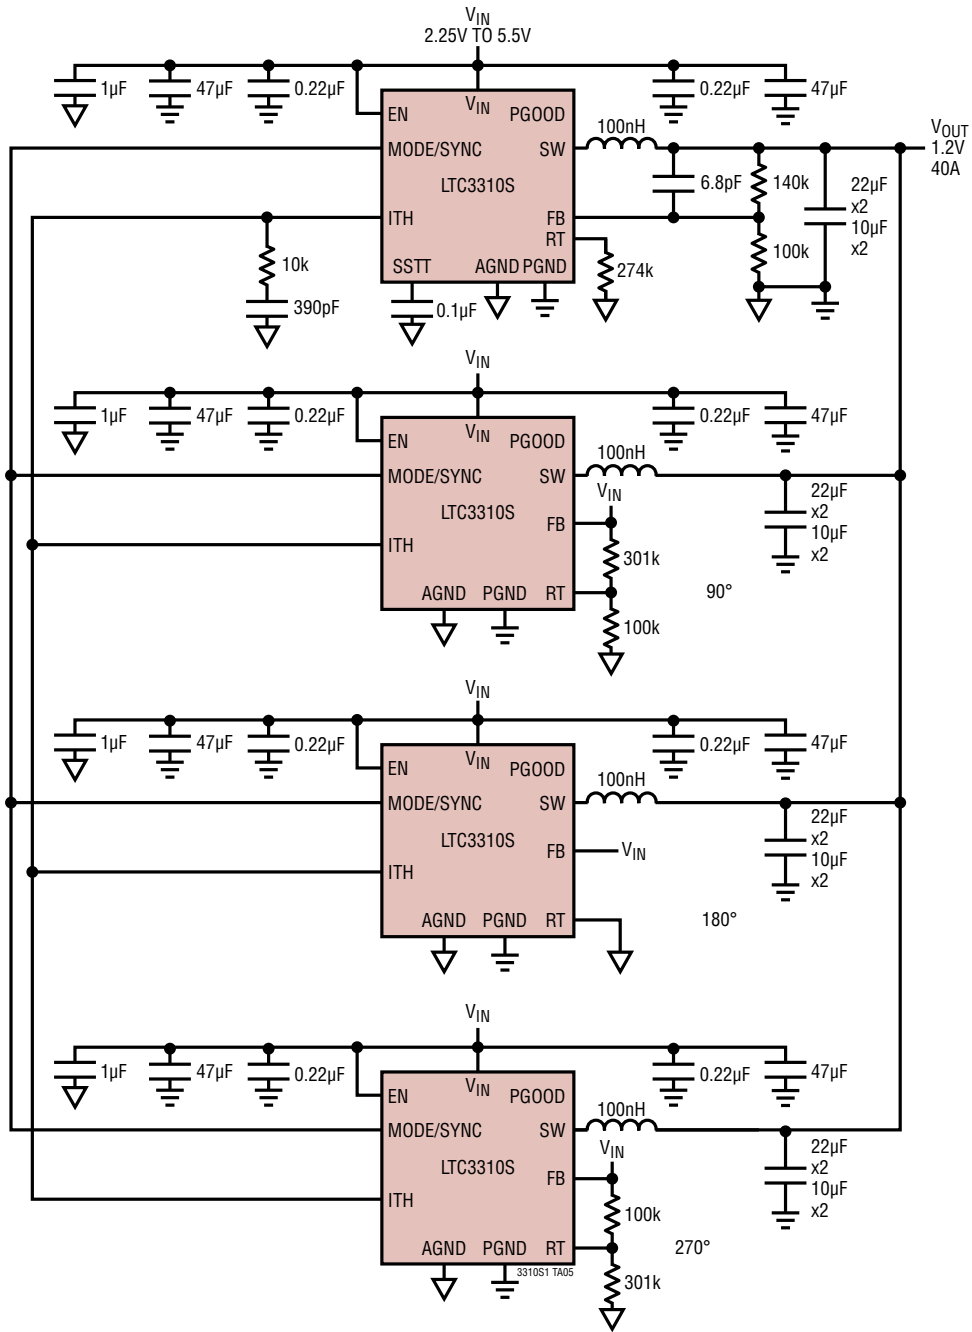 VIN
2.25V TO 5.5V
1µF
47µF
0.22µF
0.22µF
47µF
EN
VIN
PGOOD
100nH
VOUT
1.2V
40A
MODE/SYNC
SW
LTC3310S
6.8pF
140k
22µF
x2
10µF
x2
ITH
FB
RT
10k
100k
SSTT
AGND
PGND
274k
390pF
0.1µF
VIN
1µF
47µF
0.22µF
0.22µF
47µF
EN
VIN
PGOOD
100nH
MODE/SYNC
SW
VIN
22µF
x2
10µF
x2
LTC3310S
FB
ITH
301k
AGND
PGND
RT
90°
100k
VIN
1µF
47µF
0.22µF
0.22µF
47µF
EN
VIN
PGOOD
100nH
MODE/SYNC
SW
22µF
x2
10µF
x2
LTC3310S
FB
VIN
ITH
AGND
PGND
RT
180°
VIN
1µF
47µF
0.22µF
0.22µF
47µF
EN
VIN
PGOOD
100nH
MODE/SYNC
SW
VIN
22µF
x2
10µF
x2
LTC3310S
FB
ITH
100k
AGND
PGND
RT
270°
3310S1 TA05
301k